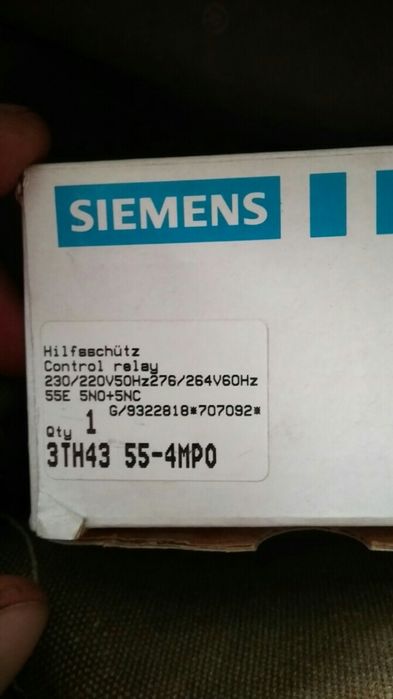 SIEMENS
Hilfsschütz
Control relay
230/220V50Hz276/264V60Hz
55E 5NO+5NC
G/9322818*707092*
Qty 1
3TH43 55-4MP0